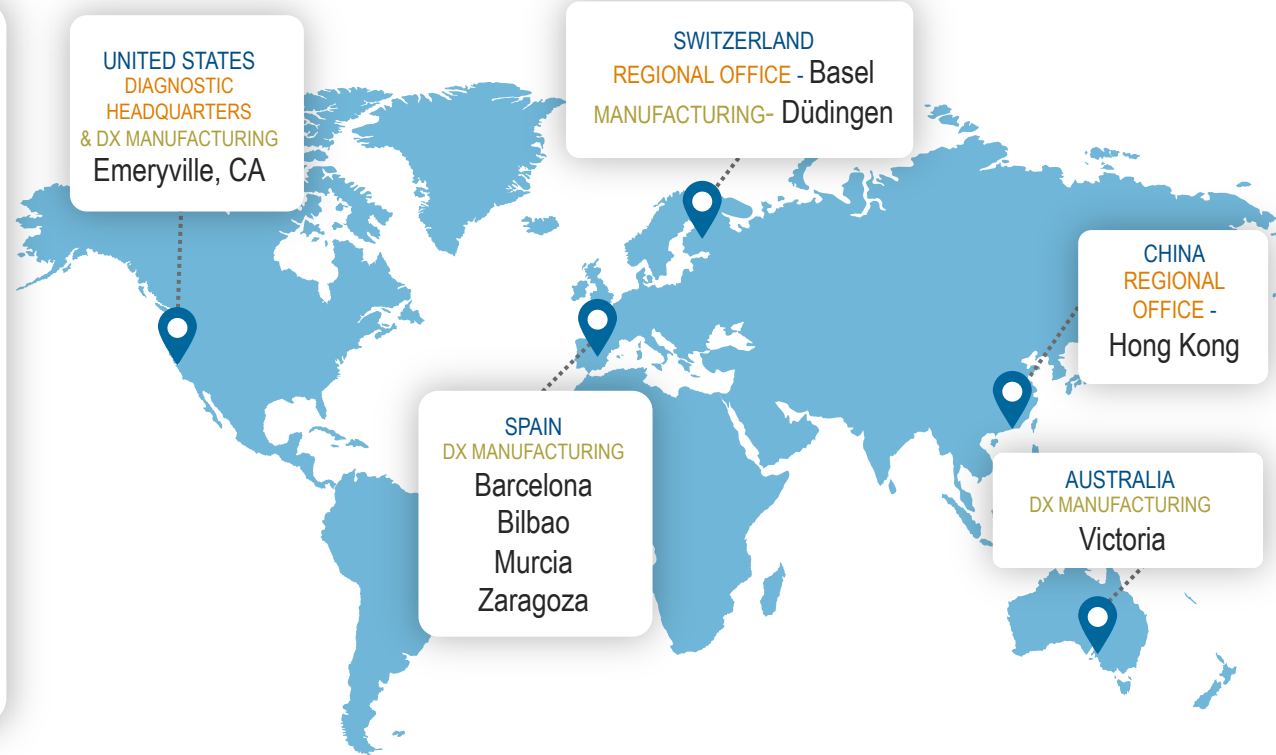 UNITED STATES
DIAGNOSTIC
HEADQUARTERS
& DX MANUFACTURING
Emeryville, CA
SWITZERLAND
REGIONAL OFFICE - Basel
MANUFACTURING- Düdingen
CHINA
REGIONAL
OFFICE -
Hong Kong
SPAIN
DX MANUFACTURING
Barcelona
Bilbao
Murcia
Zaragoza
AUSTRALIA
DX MANUFACTURING
Victoria